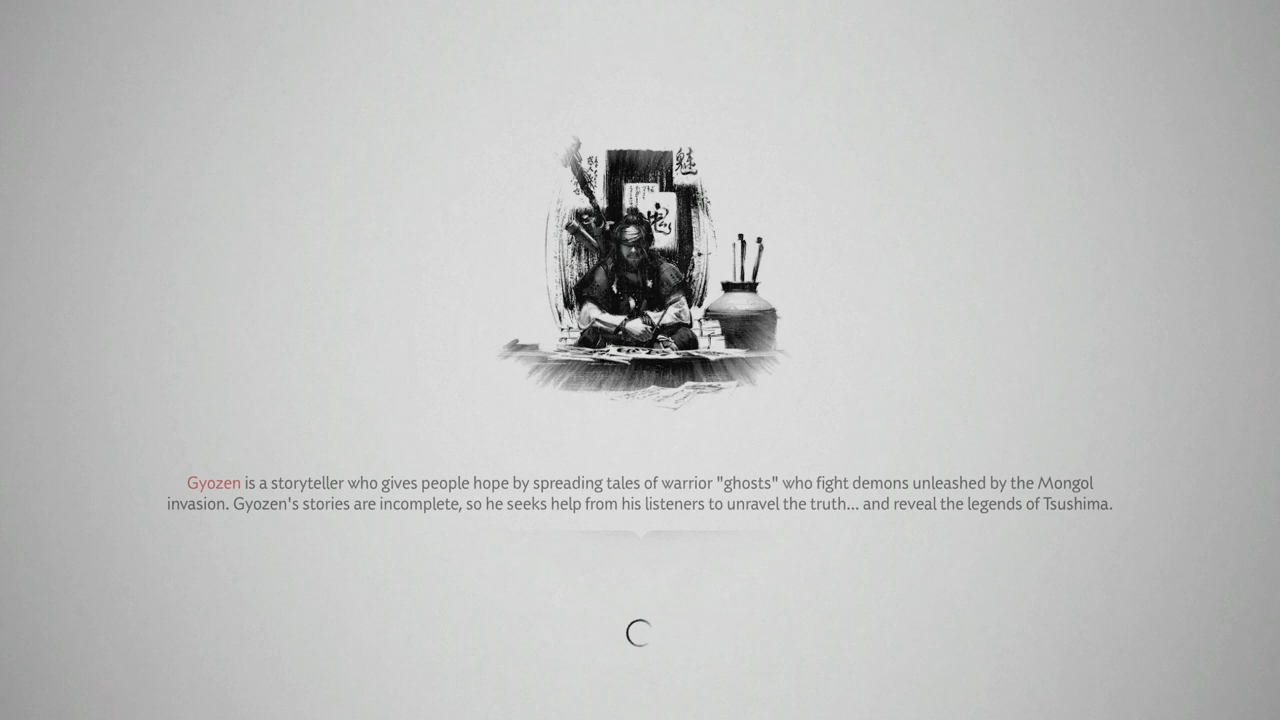 魅
Gyozen is a storyteller who gives people hope by spreading tales of warrior "ghosts" who fight demons unleashed by the Mongol
invasion. Gyozen's stories are incomplete, so he seeks help from his listeners to unravel the truth... and reveal the legends of Tsushima.